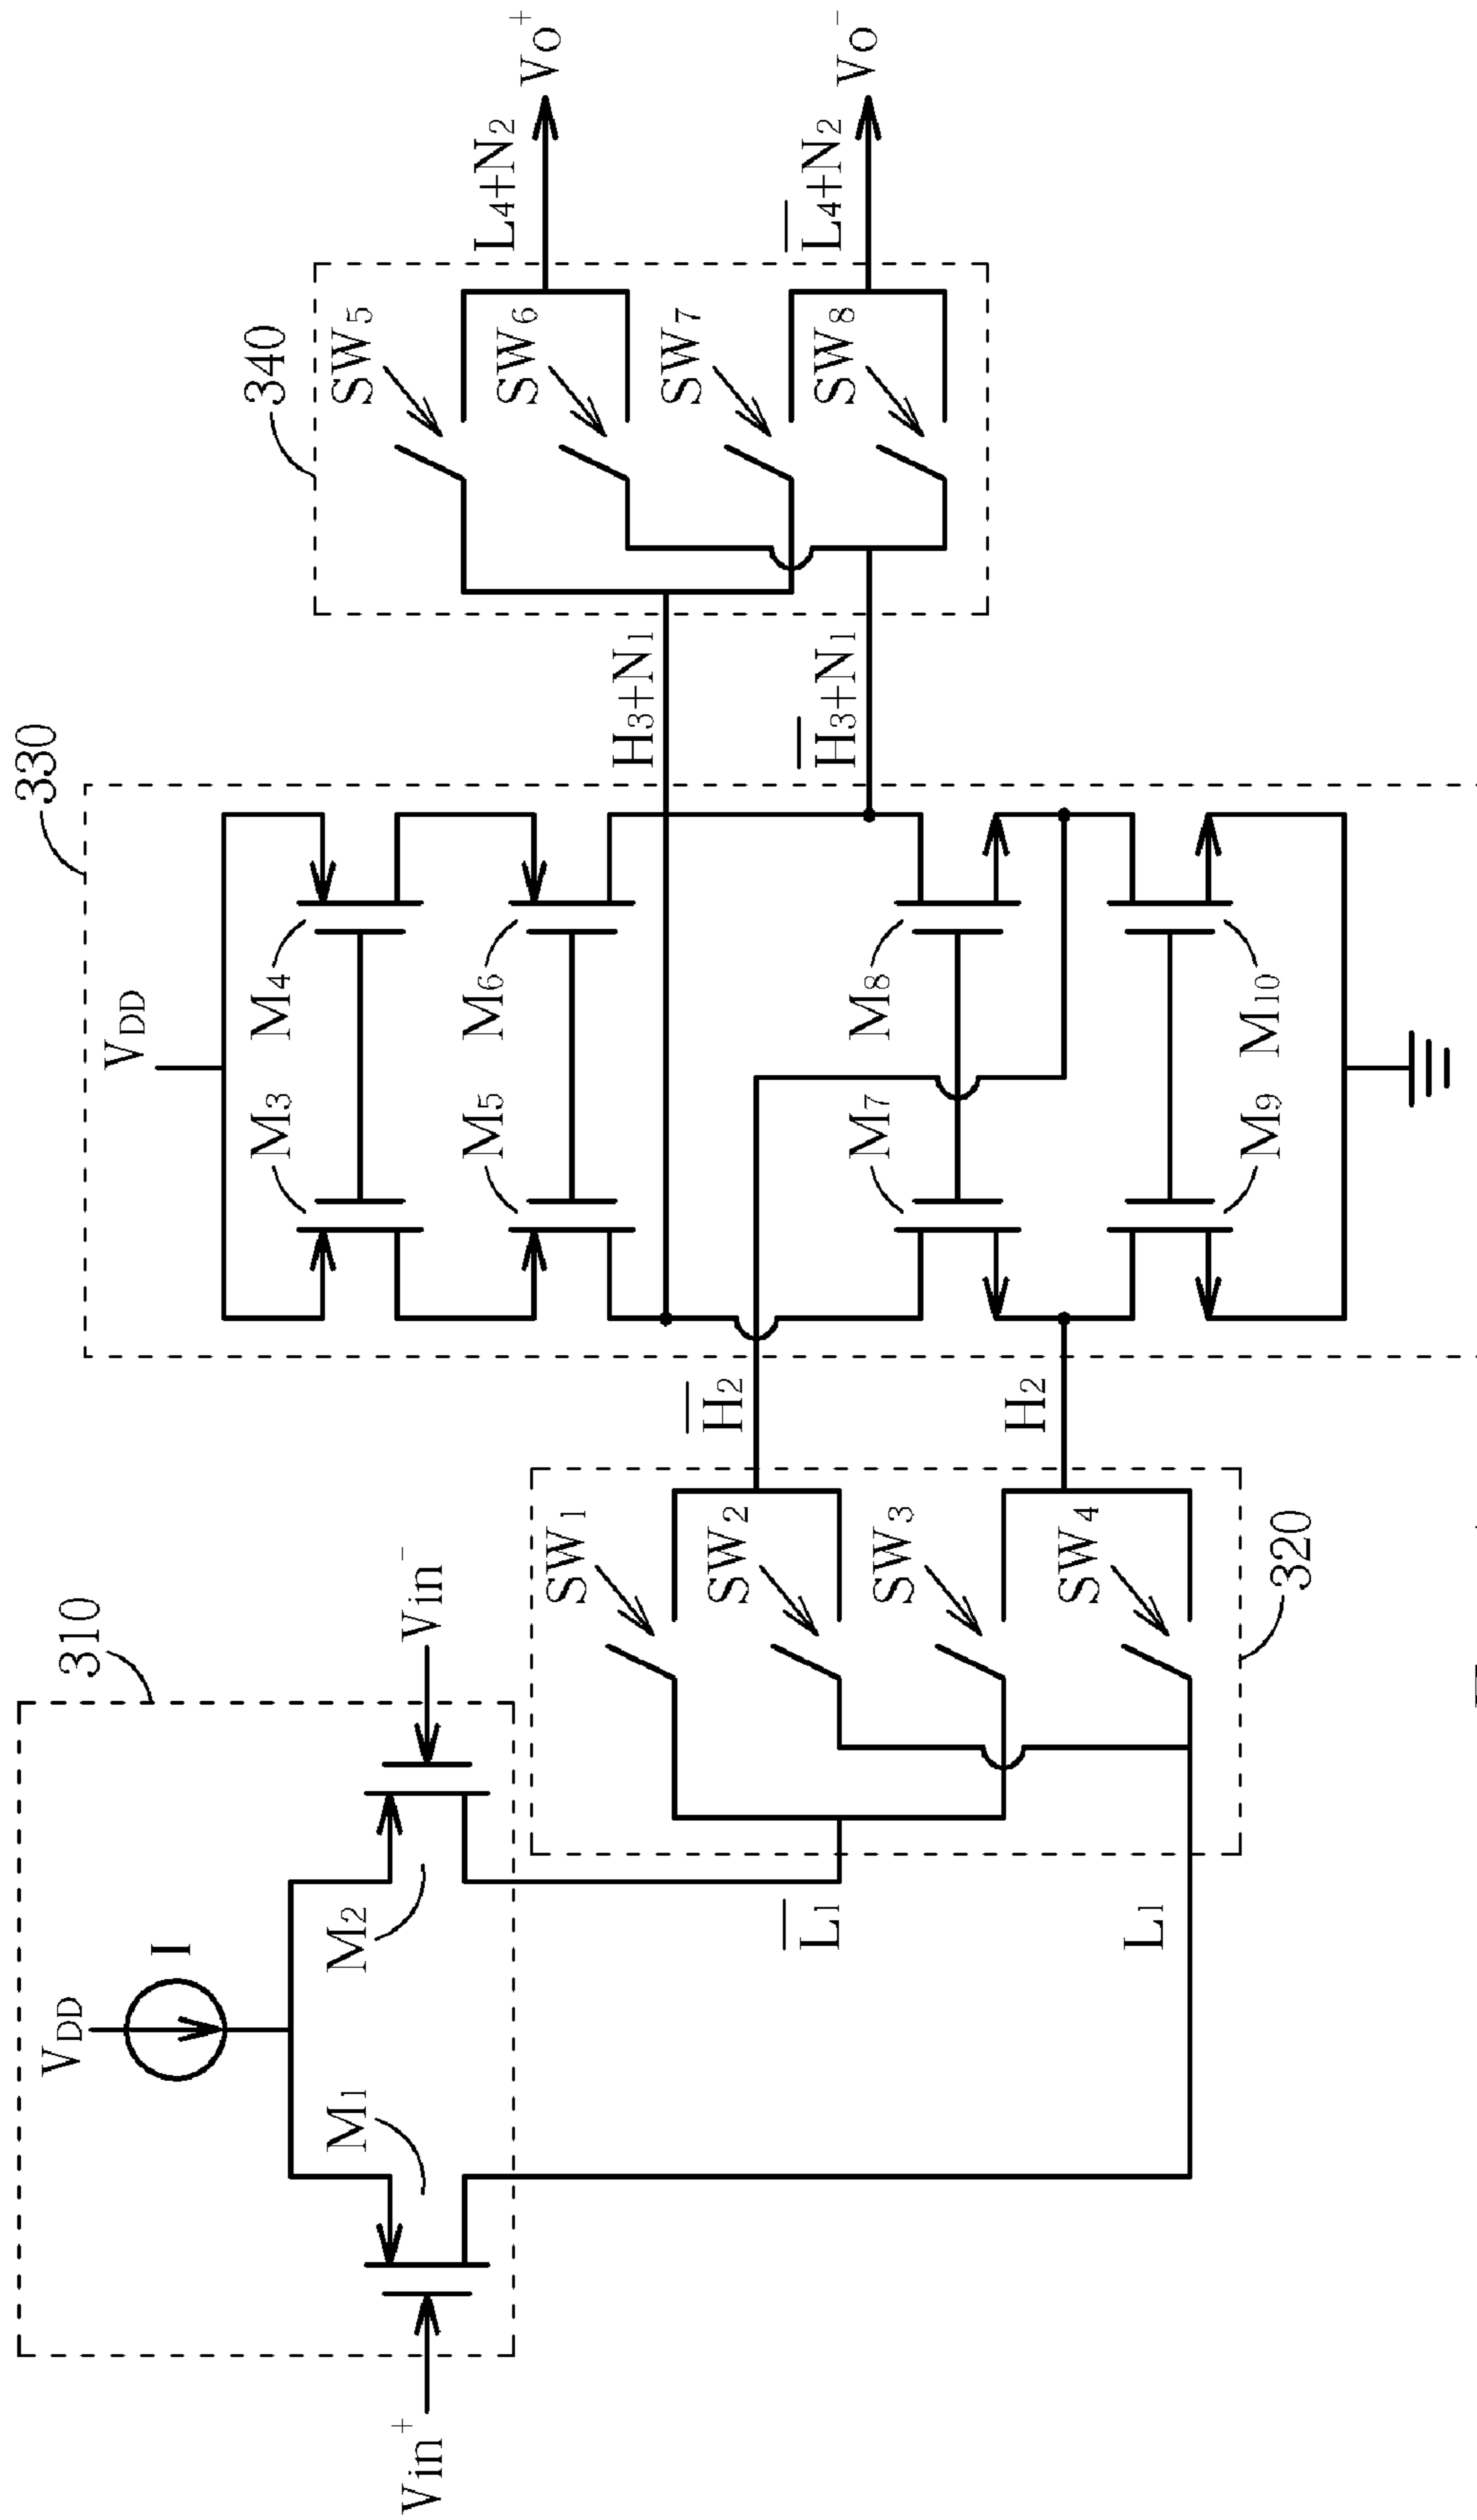 310
V_DD
I
M_1
M_2
Vin^+
Vin^-
L̅_1
L_1
320
SW_1
SW_2
SW_3
SW_4
H̅_2
H_2
330
V_DD
M_3
M_4
M_5
M_6
M_7
M_8
M_9
M_10
H_3+N_1
H̅_3+N_1
340
SW_5
SW_6
SW_7
SW_8
L_4+N_2
L̅_4+N_2
Vo^+
Vo^-